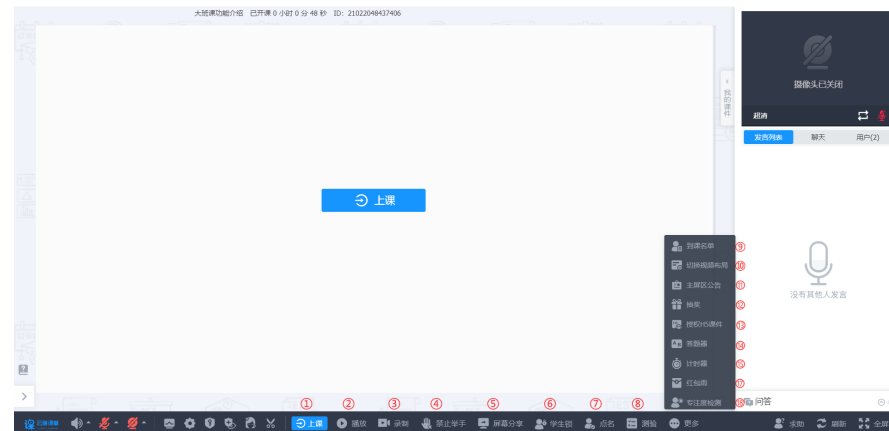 大班课功能介绍 已开课 0 小时 0 分 48 秒 ID: 21022048437406
我的课件
摄像头已关闭
超清
发言列表 聊天 用户(2)
上课
没有其他人发言
到课名单 ⑨
切换视频布局 ⑩
主屏区公告 ⑪
抽奖 ⑫
授权H5课件 ⑬
答题器 ⑭
计时器 ⑮
红包雨 ⑰
专注度检测 ⑱
问答
① ② ③ ④ ⑤ ⑥ ⑦ ⑧
上课 播放 录制 禁止举手 屏幕分享 学生锁 点名 测验 更多 求助 刷新 全屏